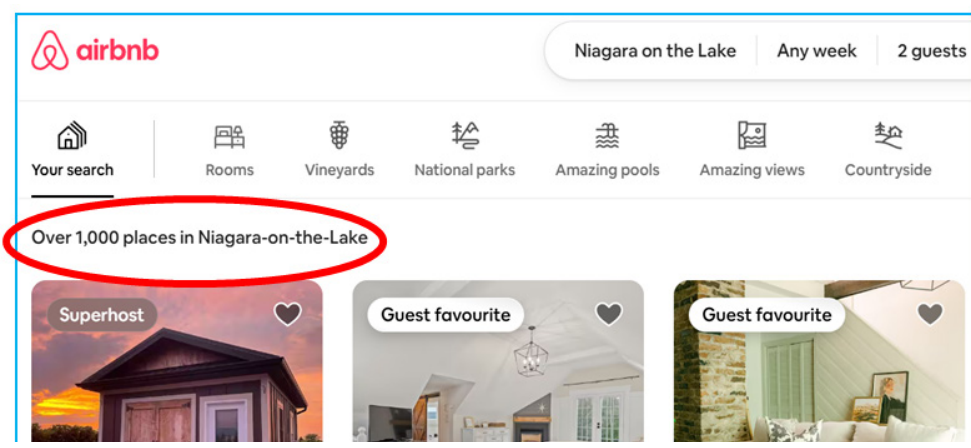 airbnb
Niagara on the Lake Any week 2 guests
Your search Rooms Vineyards National parks Amazing pools Amazing views Countryside
Over 1,000 places in Niagara-on-the-Lake
Superhost Guest favourite Guest favourite